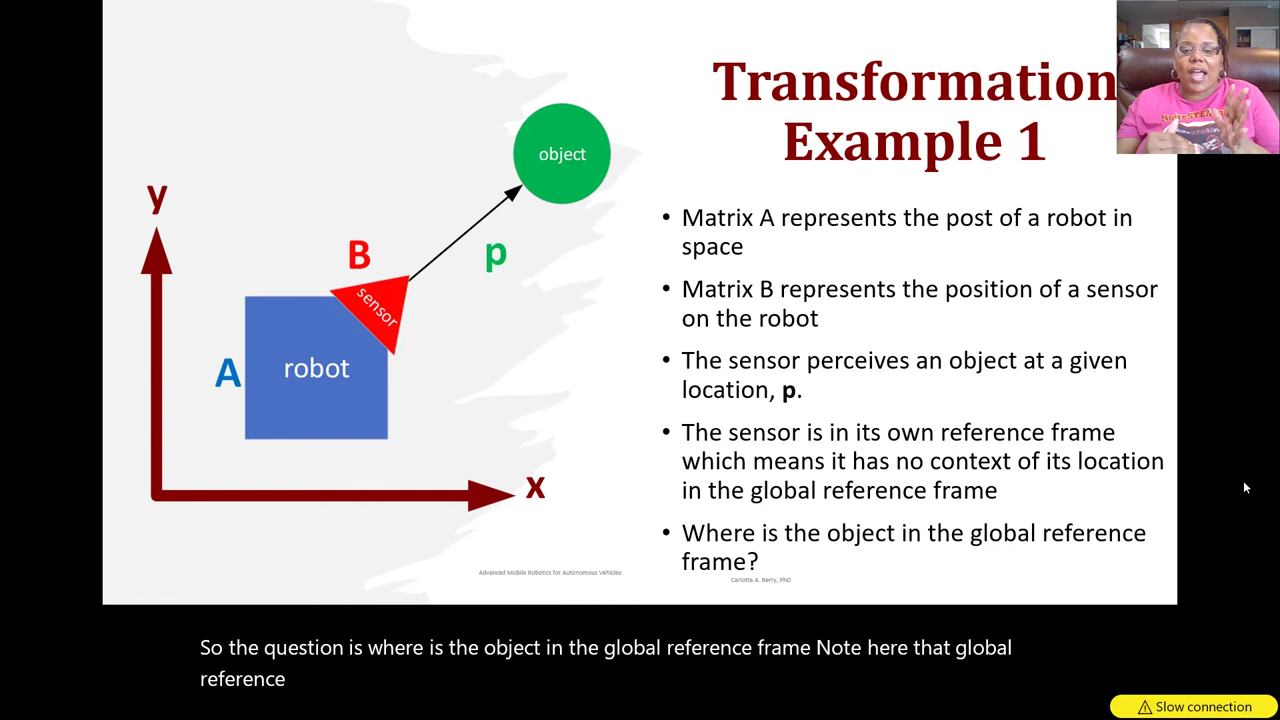 Transformation
Example 1
object
y
B
p
sensor
A
robot
x
• Matrix A represents the post of a robot in
space
• Matrix B represents the position of a sensor
on the robot
• The sensor perceives an object at a given
location, p.
• The sensor is in its own reference frame
which means it has no context of its location
in the global reference frame
• Where is the object in the global reference
frame?
Advanced Mobile Robotics for Autonomous Vehicles
Carlotta A. Berry, PhD
So the question is where is the object in the global reference frame Note here that global
reference
Slow connection